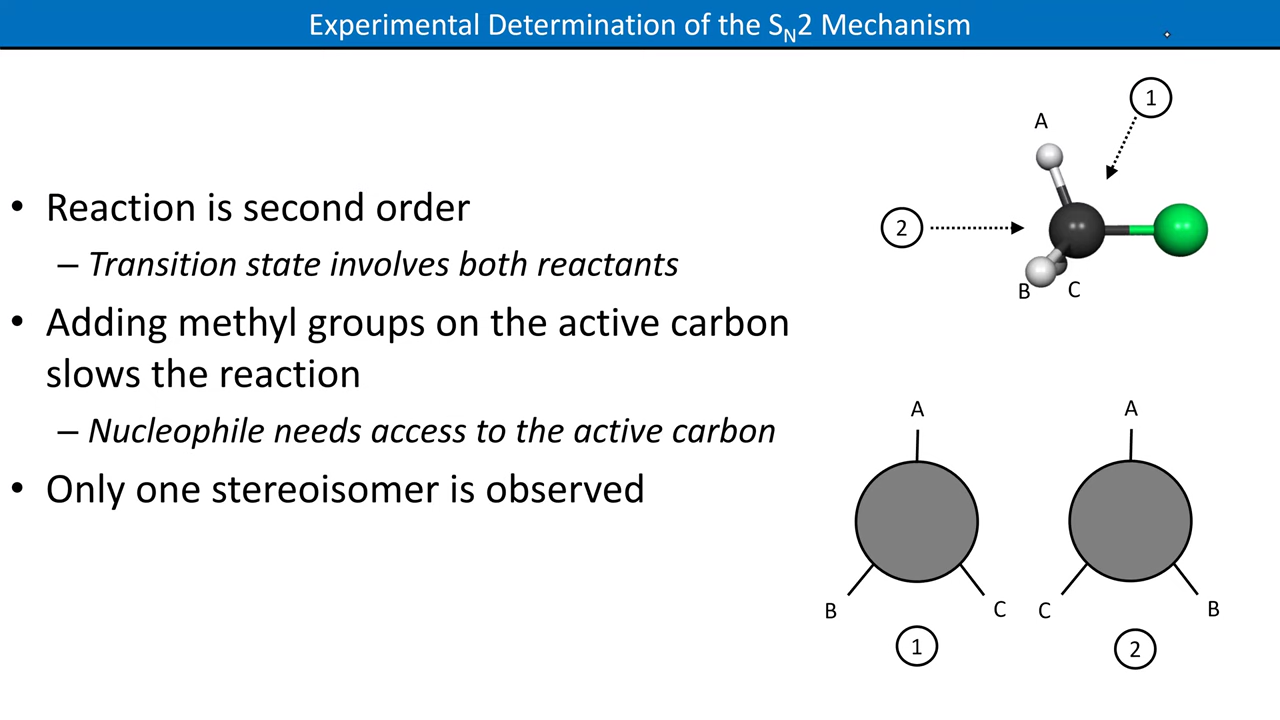 Experimental Determination of the SN2 Mechanism
• Reaction is second order
– Transition state involves both reactants
• Adding methyl groups on the active carbon
slows the reaction
– Nucleophile needs access to the active carbon
• Only one stereoisomer is observed
1
A
2
B C
A
B C
1
A
C B
2